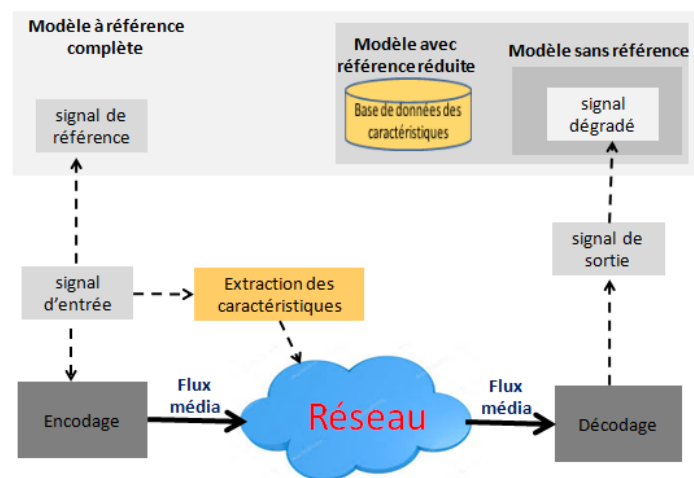 Modèle à référence
complète
Modèle avec
référence réduite
Modèle sans référence
Base de données des
caractéristiques
signal
dégradé
signal de
référence
signal de
sortie
signal
d'entrée
Extraction des
caractéristiques
Flux
média
Flux
média
Encodage
Réseau
Décodage